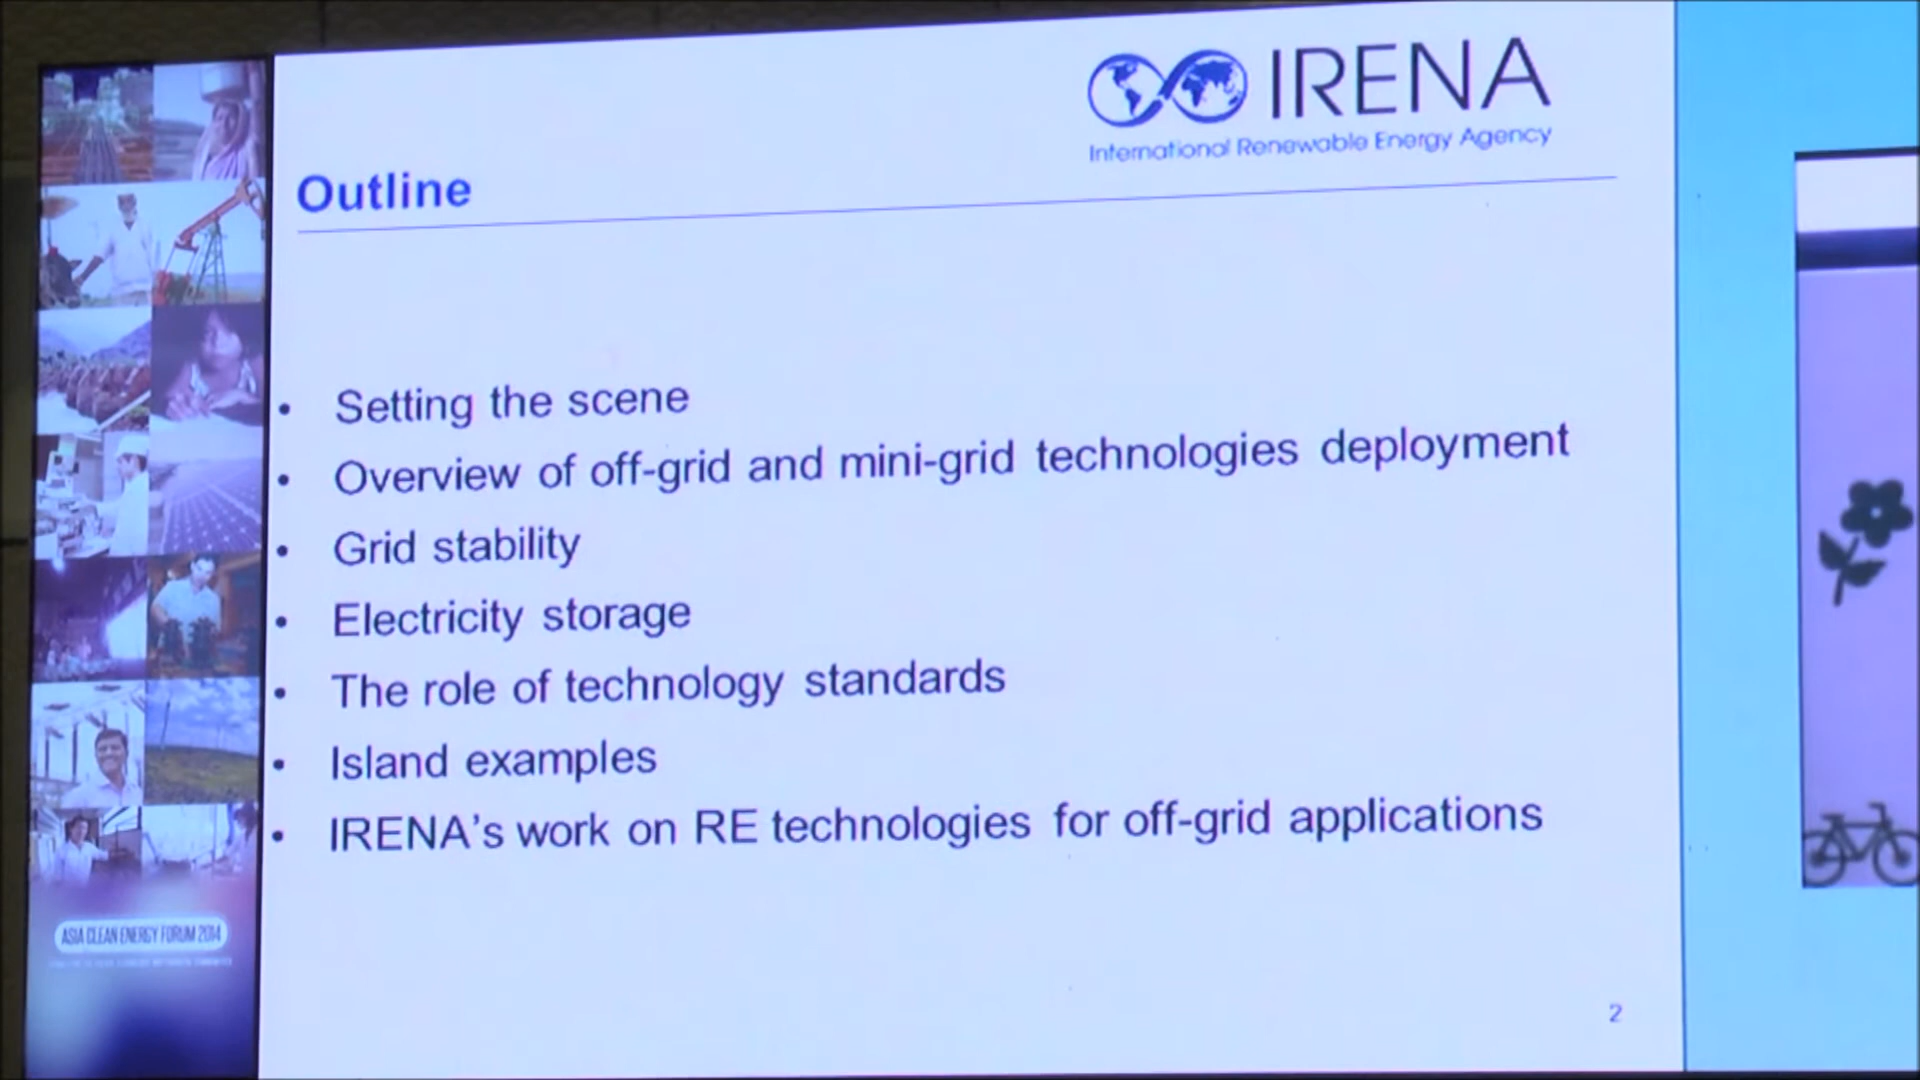 IRENA
International Renewable Energy Agency
Outline
• Setting the scene
• Overview of off-grid and mini-grid technologies deployment
• Grid stability
• Electricity storage
• The role of technology standards
• Island examples
• IRENA's work on RE technologies for off-grid applications
ASIA CLEAN ENERGY FORUM 2014
2